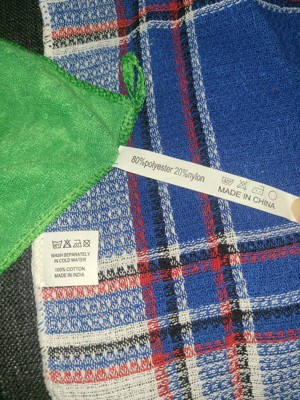 80%polyester 20%nylon
MADE IN CHINA
WASH SEPARATELY
IN COLD WATER
100% COTTON
MADE IN INDIA